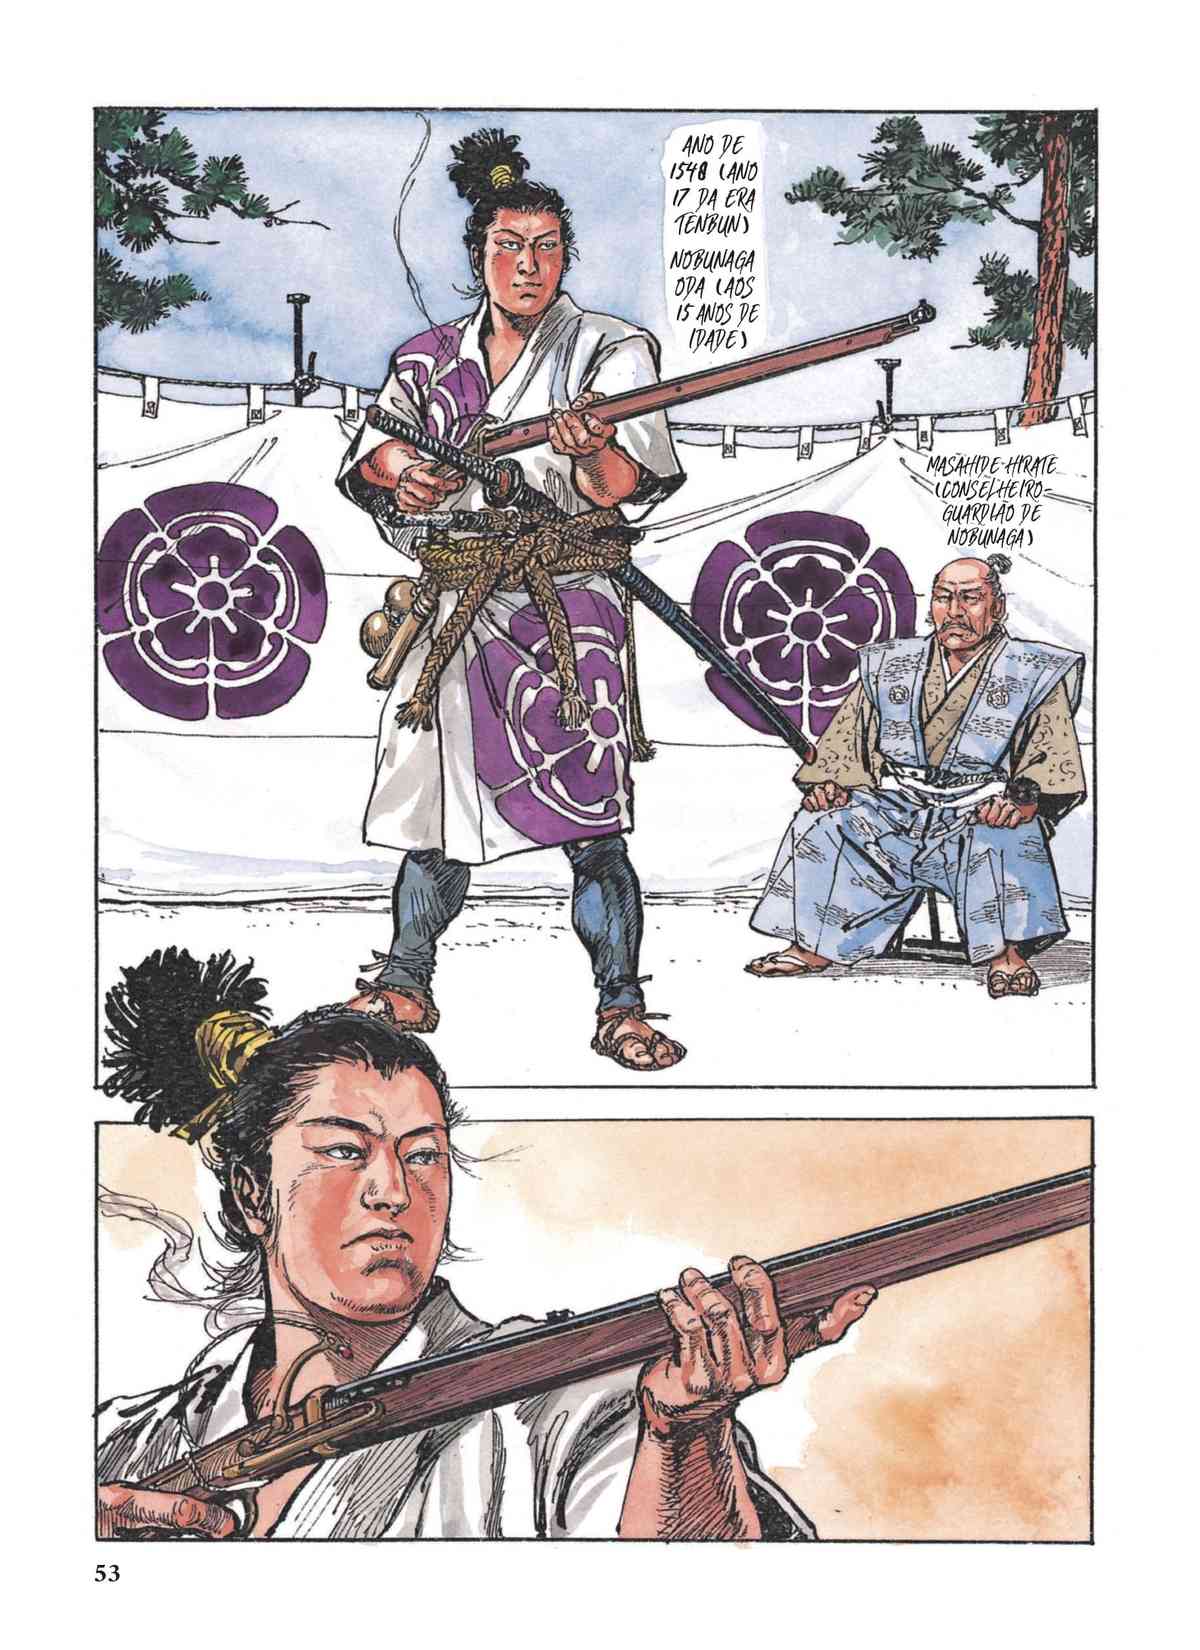 ANO DE
1548 (ANO
17 DA ERA
TENBUN)
NOBUNAGA
ODA (AOS
15 ANOS DE
IDADE)
MASAHIDE HIRATE
(CONSELHEIRO-
GUARDIÃO DE
NOBUNAGA)
53